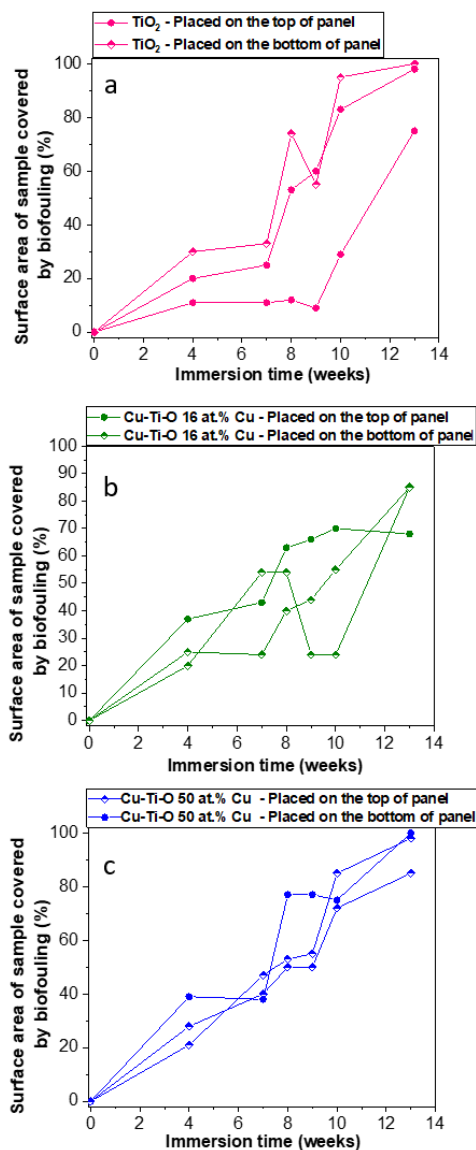 TiO₂ - Placed on the top of panel
TiO₂ - Placed on the bottom of panel
a
Surface area of sample covered
by biofouling (%)
100
80
60
40
20
0
0 2 4 6 8 10 12 14
Immersion time (weeks)
Cu-Ti-O 16 at.% Cu - Placed on the top of panel
Cu-Ti-O 16 at.% Cu - Placed on the bottom of panel
b
Surface area of sample covered
by biofouling (%)
100
90
80
70
60
50
40
30
20
10
0
0 2 4 6 8 10 12 14
Immersion time (weeks)
Cu-Ti-O 50 at.% Cu - Placed on the top of panel
Cu-Ti-O 50 at.% Cu - Placed on the bottom of panel
c
Surface area of sample covered
by biofouling (%)
100
80
60
40
20
0
0 2 4 6 8 10 12 14
Immersion time (weeks)